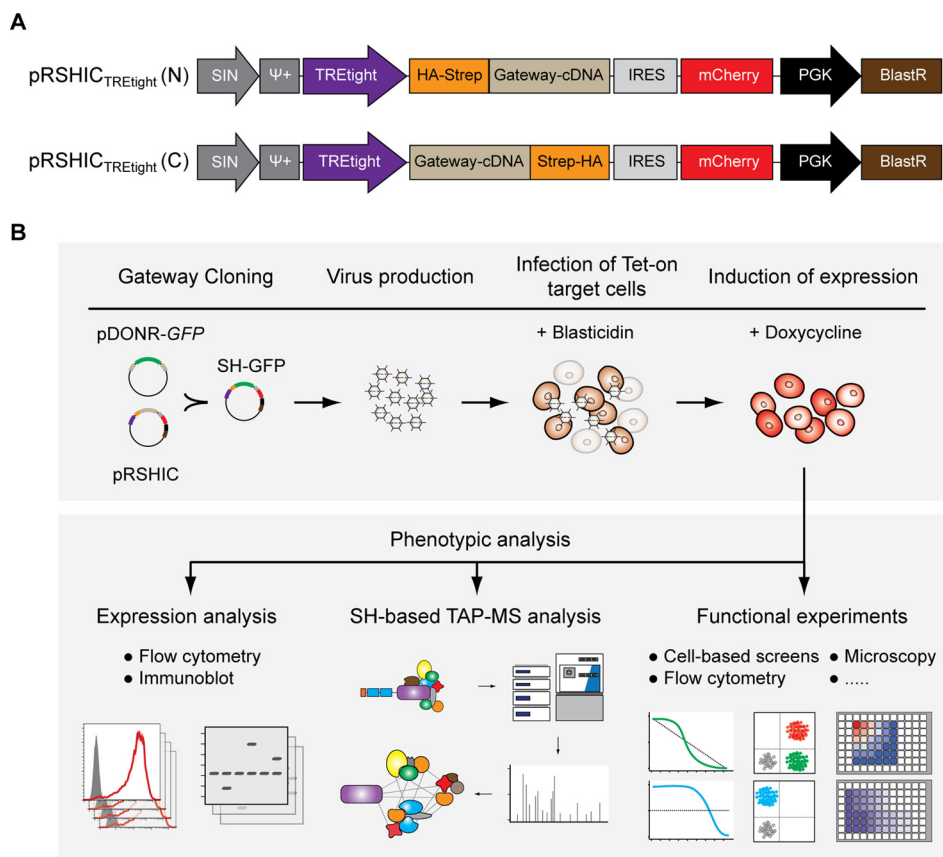 A
pRSHIC TREtight (N) SIN Ψ+ TREtight HA-Strep Gateway-cDNA IRES mCherry PGK BlastR
pRSHIC TREtight (C) SIN Ψ+ TREtight Gateway-cDNA Strep-HA IRES mCherry PGK BlastR
B
Gateway Cloning
Virus production
Infection of Tet-on
target cells
Induction of expression
pDONR-GFP
SH-GFP
pRSHIC
+ Blasticidin
+ Doxycycline
Phenotypic analysis
Expression analysis
● Flow cytometry
● Immunoblot
SH-based TAP-MS analysis
Functional experiments
● Cell-based screens
● Flow cytometry
● Microscopy
● .....